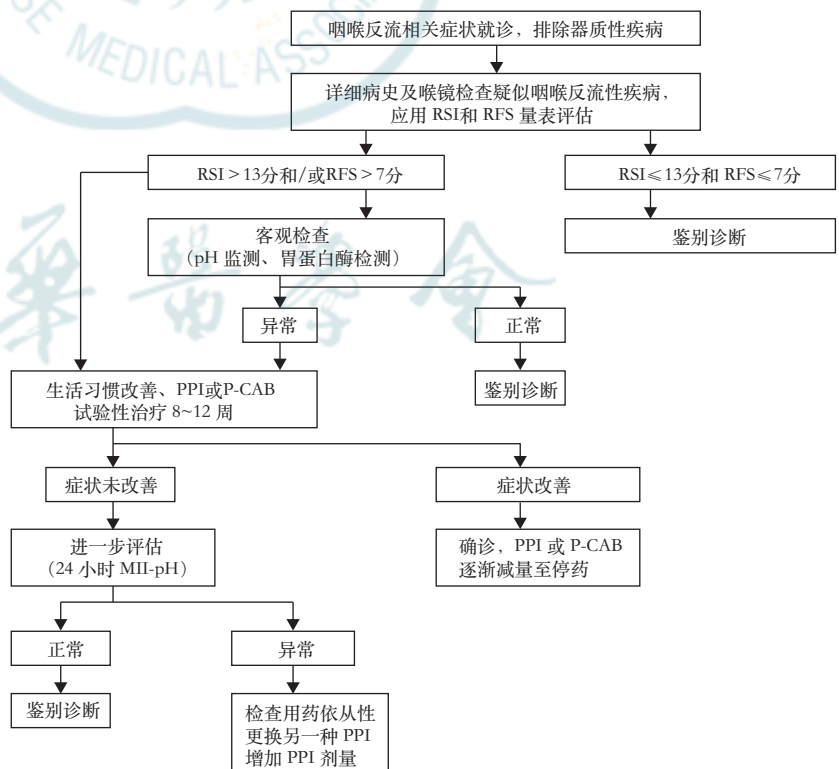 SE MEDICAL ASSOC
咽喉反流相关症状就诊，排除器质性疾病
详细病史及喉镜检查疑似咽喉反流性疾病，
应用 RSI和 RFS 量表评估
RSI＞13分和/或RFS＞7分
RSI≤13分和 RFS≤7分
客观检查
（pH 监测、胃蛋白酶检测）
鉴别诊断
异常
正常
生活习惯改善、PPI或P-CAB
试验性治疗 8~12 周
鉴别诊断
症状未改善
症状改善
进一步评估
（24 小时 MII-pH）
确诊，PPI 或 P-CAB
逐渐减量至停药
正常
异常
鉴别诊断
检查用药依从性
更换另一种 PPI
增加 PPI 剂量
華醫學會